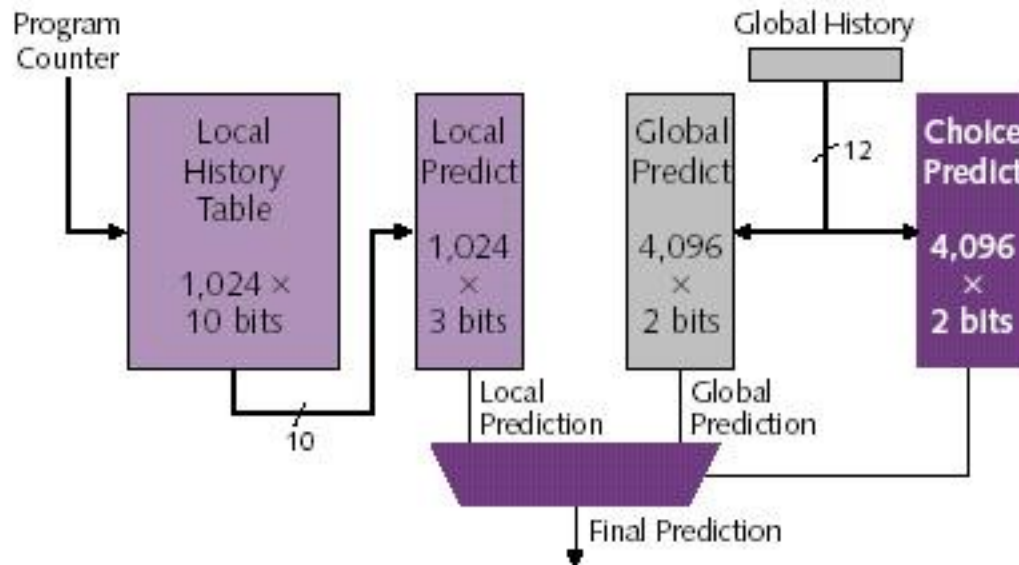 Program
Counter
Global History
Local
History
Table
1,024 ×
10 bits
Local
Predict
1,024
×
3 bits
Global
Predict
4,096
×
2 bits
12
Choice
Predict
4,096
×
2 bits
10
Local
Prediction
Global
Prediction
Final Prediction